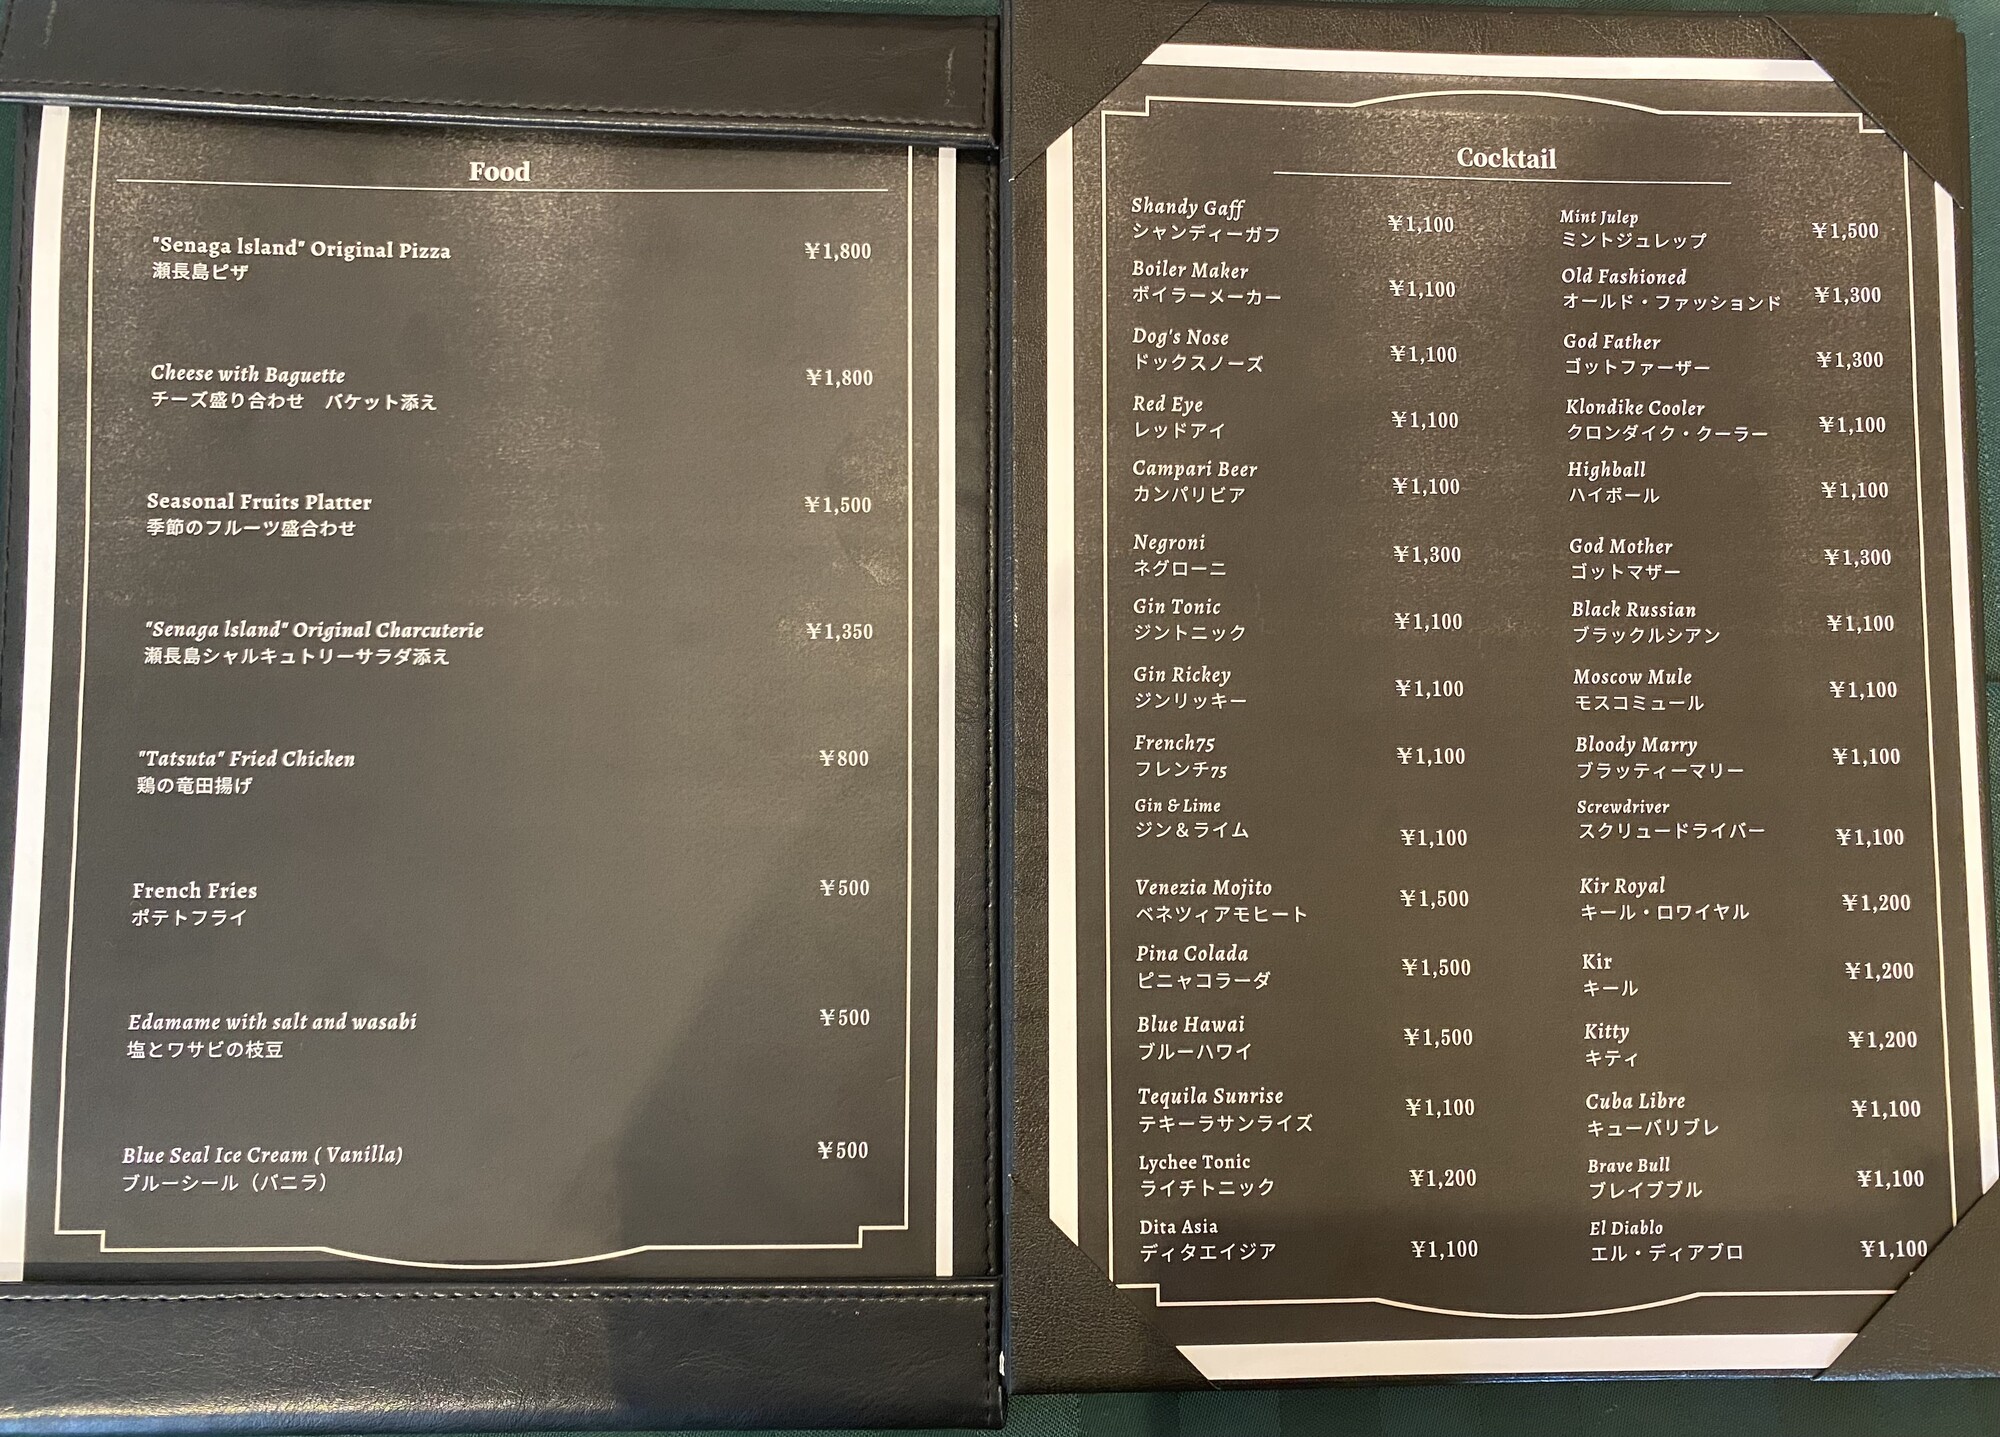 Food
"Senaga Island" Original Pizza ¥1,800
瀬長島ピザ
Cheese with Baguette ¥1,800
チーズ盛り合わせ　バケット添え
Seasonal Fruits Platter ¥1,500
季節のフルーツ盛合わせ
"Senaga Island" Original Charcuterie ¥1,350
瀬長島シャルキュトリーサラダ添え
"Tatsuta" Fried Chicken ¥800
鶏の竜田揚げ
French Fries ¥500
ポテトフライ
Edamame with salt and wasabi ¥500
塩とワサビの枝豆
Blue Seal Ice Cream ( Vanilla) ¥500
ブルーシール（バニラ）
Cocktail
Shandy Gaff ¥1,100
シャンディーガフ
Boiler Maker ¥1,100
ボイラーメーカー
Dog's Nose ¥1,100
ドックスノーズ
Red Eye ¥1,100
レッドアイ
Campari Beer ¥1,100
カンパリビア
Negroni ¥1,300
ネグローニ
Gin Tonic ¥1,100
ジントニック
Gin Rickey ¥1,100
ジンリッキー
French75 ¥1,100
フレンチ75
Gin & Lime
ジン＆ライム ¥1,100
Venezia Mojito ¥1,500
ベネツィアモヒート
Pina Colada ¥1,500
ピニャコラーダ
Blue Hawai ¥1,500
ブルーハワイ
Tequila Sunrise ¥1,100
テキーラサンライズ
Lychee Tonic ¥1,200
ライチトニック
Dita Asia
ディタエイジア ¥1,100
Mint Julep ¥1,500
ミントジュレップ
Old Fashioned ¥1,300
オールド・ファッションド
God Father ¥1,300
ゴットファーザー
Klondike Cooler ¥1,100
クロンダイク・クーラー
Highball ¥1,100
ハイボール
God Mother ¥1,300
ゴットマザー
Black Russian ¥1,100
ブラックルシアン
Moscow Mule ¥1,100
モスコミュール
Bloody Marry ¥1,100
ブラッティーマリー
Screwdriver
スクリュードライバー ¥1,100
Kir Royal ¥1,200
キール・ロワイヤル
Kir ¥1,200
キール
Kitty ¥1,200
キティ
Cuba Libre ¥1,100
キューバリブレ
Brave Bull ¥1,100
ブレイブブル
El Diablo
エル・ディアブロ ¥1,100